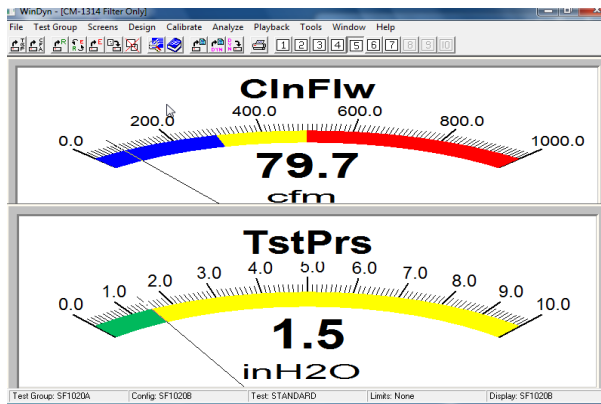 WinDyn - [CM-1314 Filter Only]
File Test Group Screens Design Calibrate Analyze Playback Tools Window Help
1 2 3 4 5 6 7 8 9 10
ClnFlw
0.0 200.0 400.0 600.0 800.0 1000.0
79.7
cfm
TstPrs
0.0 1.0 2.0 3.0 4.0 5.0 6.0 7.0 8.0 9.0 10.0
1.5
inH2O
Test Group: SF1020A Config: SF1020B Test: STANDARD Limits: None Display: SF1020B